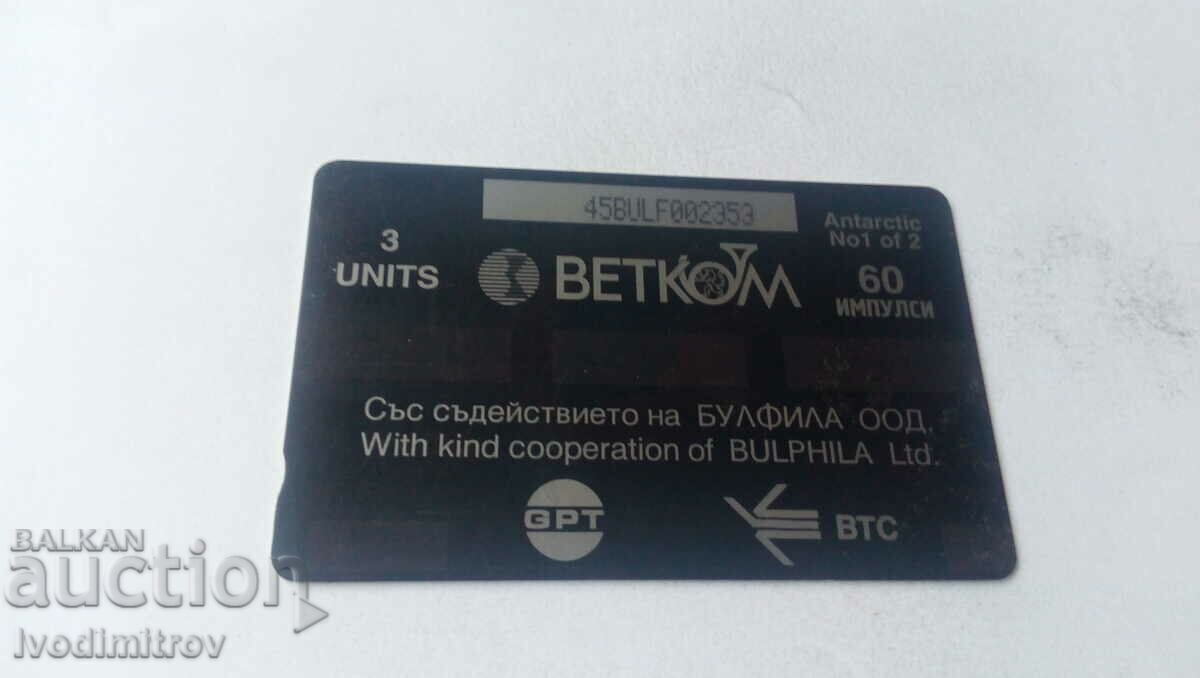 45BULF002353
Antarctic
No1 of 2
3
UNITS
BETKOM
60
ИМПУЛСИ
Със съдействието на БУЛФИЛА ООД.
With kind cooperation of BULPHILA Ltd.
GPT
BTC
BALKAN
auction
Ivodimitrov